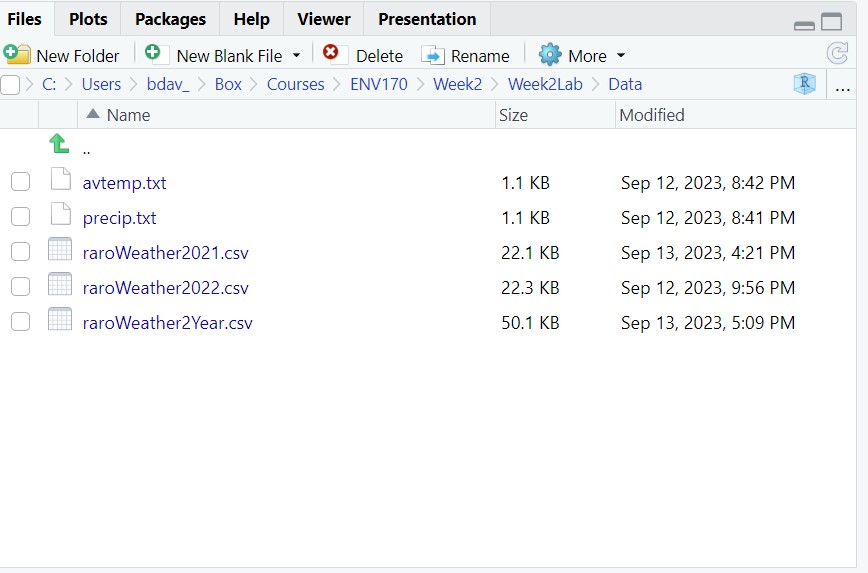 Files Plots Packages Help Viewer Presentation
New Folder New Blank File Delete Rename More
C: Users bdav_ Box Courses ENV170 Week2 Week2Lab Data R ...
Name Size Modified
..
avtemp.txt 1.1 KB Sep 12, 2023, 8:42 PM
precip.txt 1.1 KB Sep 12, 2023, 8:41 PM
raroWeather2021.csv 22.1 KB Sep 13, 2023, 4:21 PM
raroWeather2022.csv 22.3 KB Sep 12, 2023, 9:56 PM
raroWeather2Year.csv 50.1 KB Sep 13, 2023, 5:09 PM